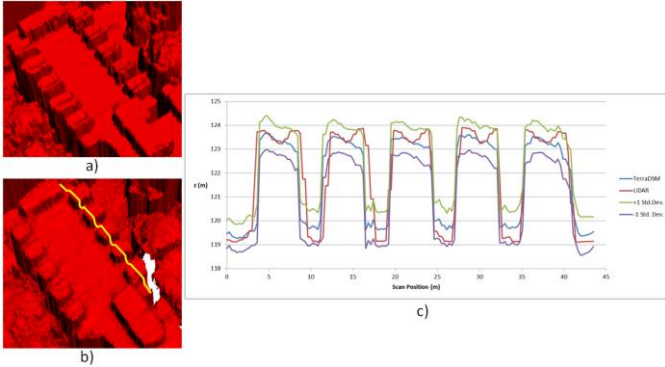 a)
b)
125
124
123
122
121
120
119
118
z (m)
0 5 10 15 20 25 30 35 40 45
Scan Position (m)
TerraDSM
LiDAR
+1 Std.Dev.
-1 Std. Dev.
c)